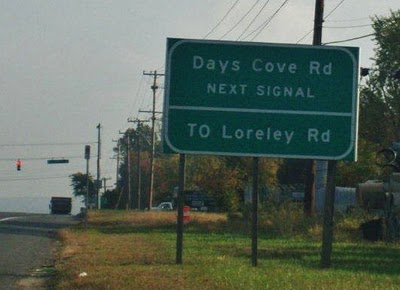 Days Cove Rd
NEXT SIGNAL
TO Loreley Rd